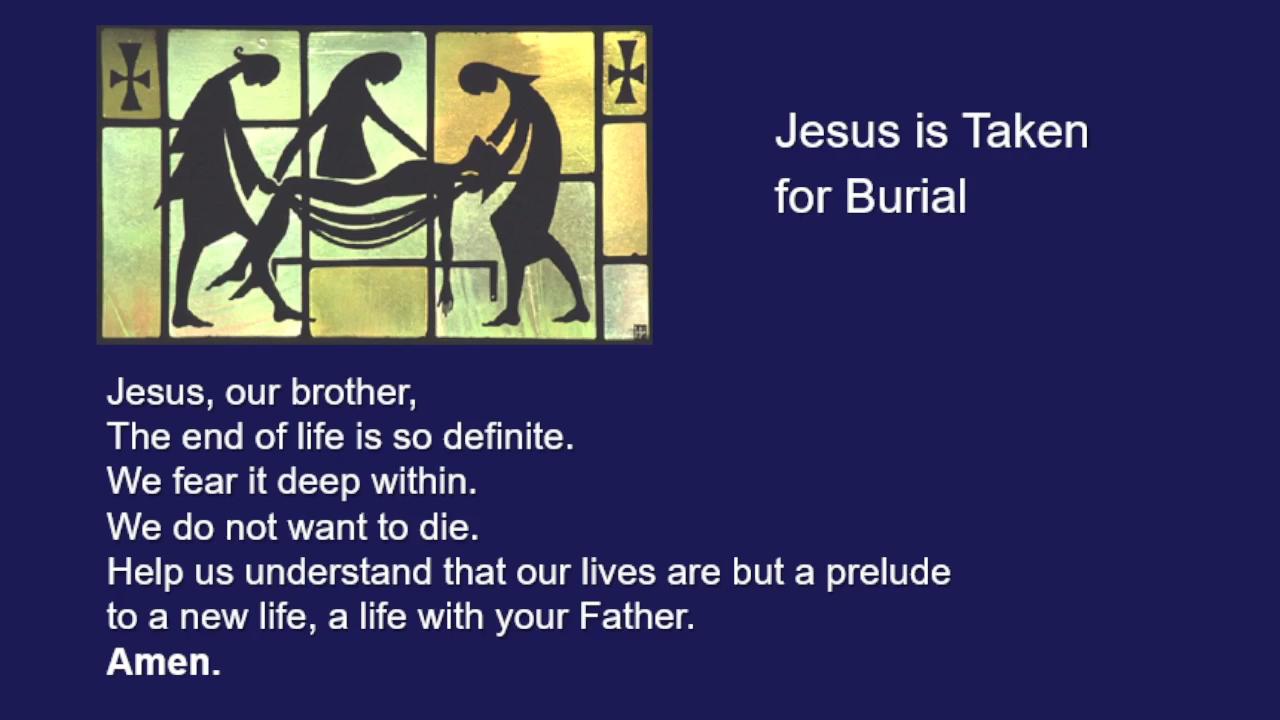 Jesus is Taken
for Burial
Jesus, our brother,
The end of life is so definite.
We fear it deep within.
We do not want to die.
Help us understand that our lives are but a prelude
to a new life, a life with your Father.
Amen.